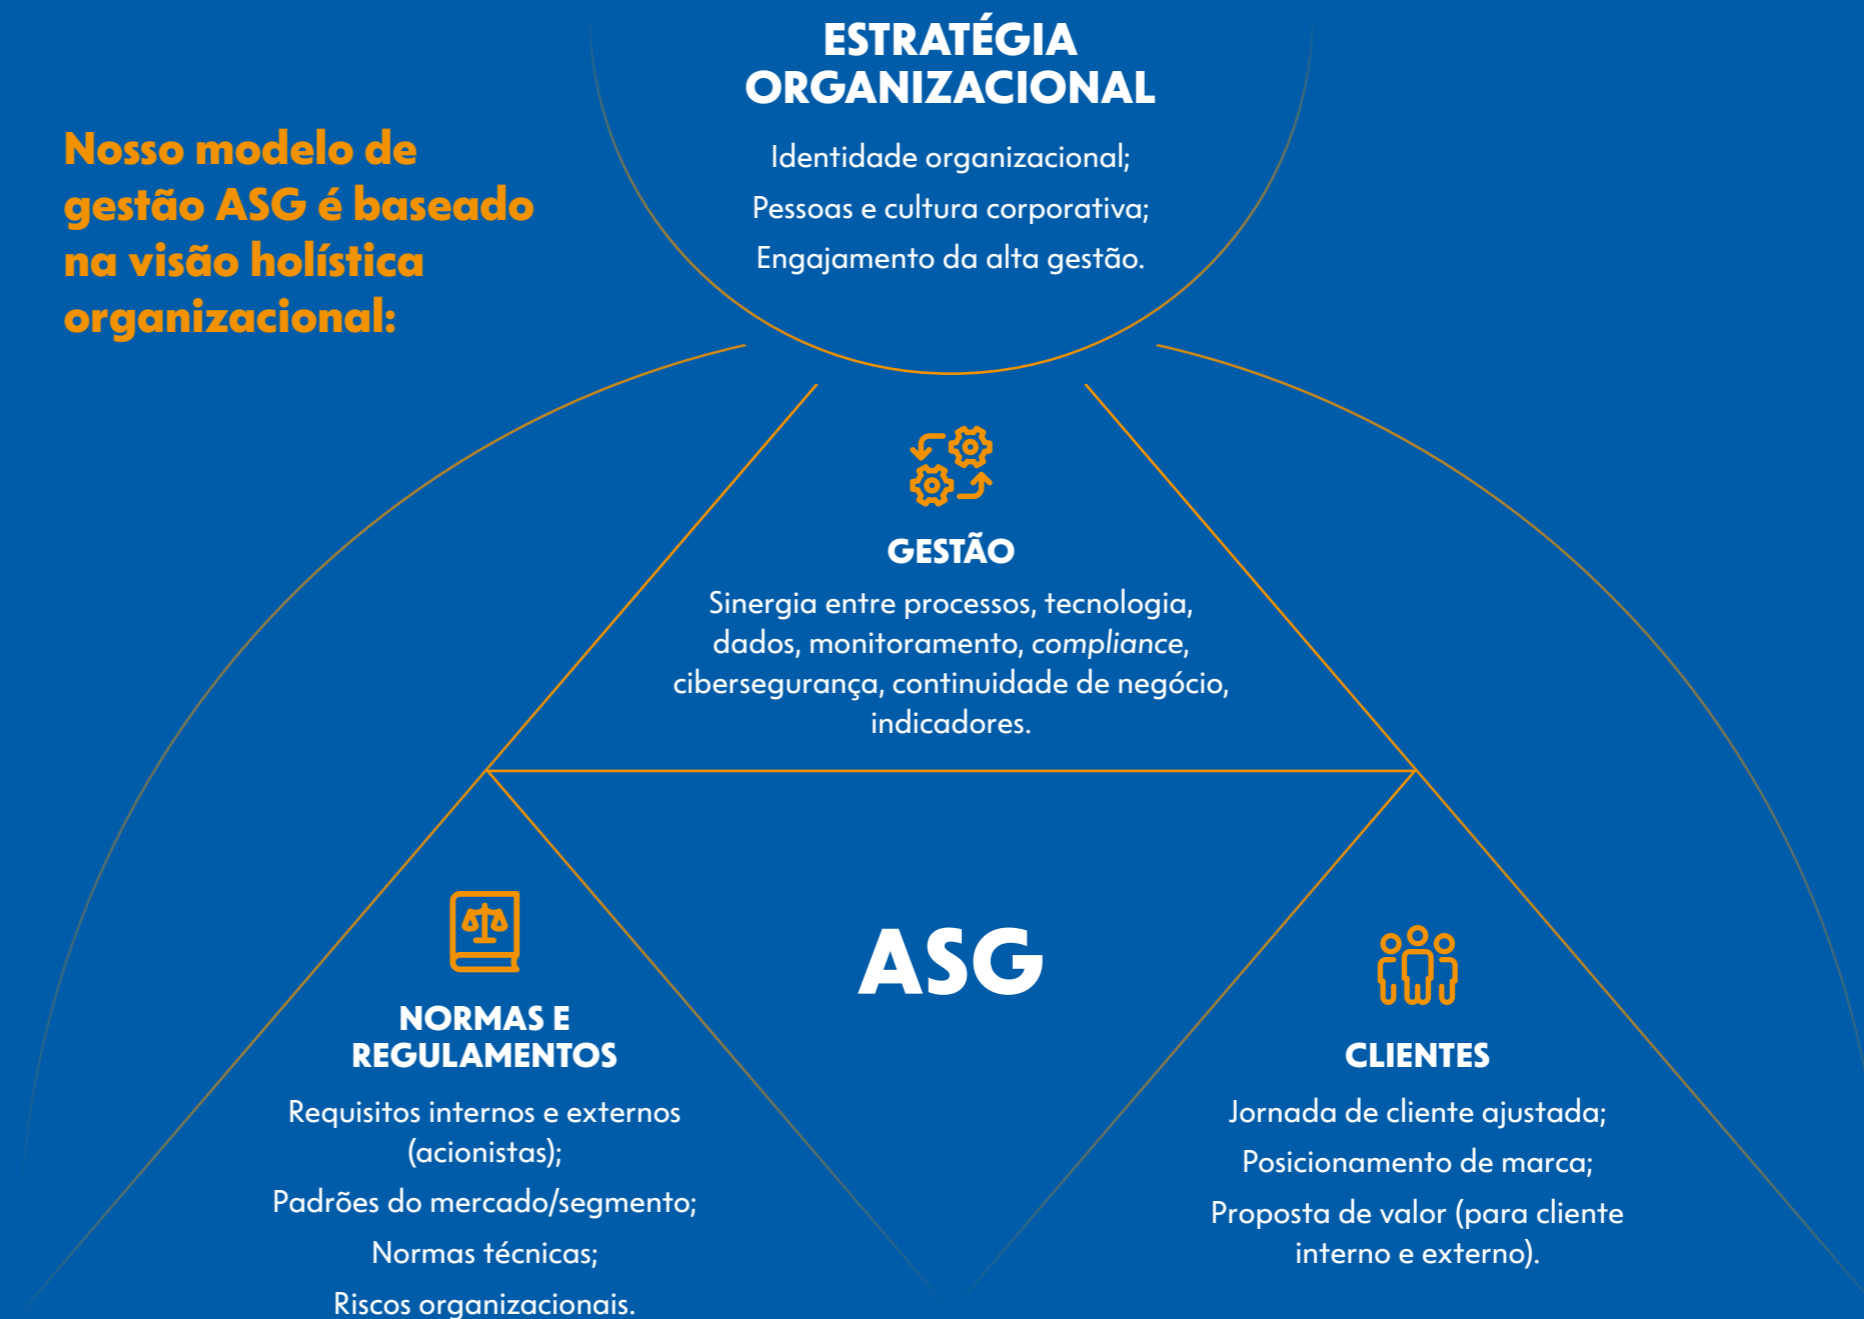 Nosso modelo de
gestão ASG é baseado
na visão holística
organizacional:
ESTRATÉGIA
ORGANIZACIONAL
Identidade organizacional;
Pessoas e cultura corporativa;
Engajamento da alta gestão.
GESTÃO
Sinergia entre processos, tecnologia,
dados, monitoramento, compliance,
cibersegurança, continuidade de negócio,
indicadores.
NORMAS E
REGULAMENTOS
Requisitos internos e externos
(acionistas);
Padrões do mercado/segmento;
Normas técnicas;
Riscos organizacionais.
ASG
CLIENTES
Jornada de cliente ajustada;
Posicionamento de marca;
Proposta de valor (para cliente
interno e externo).